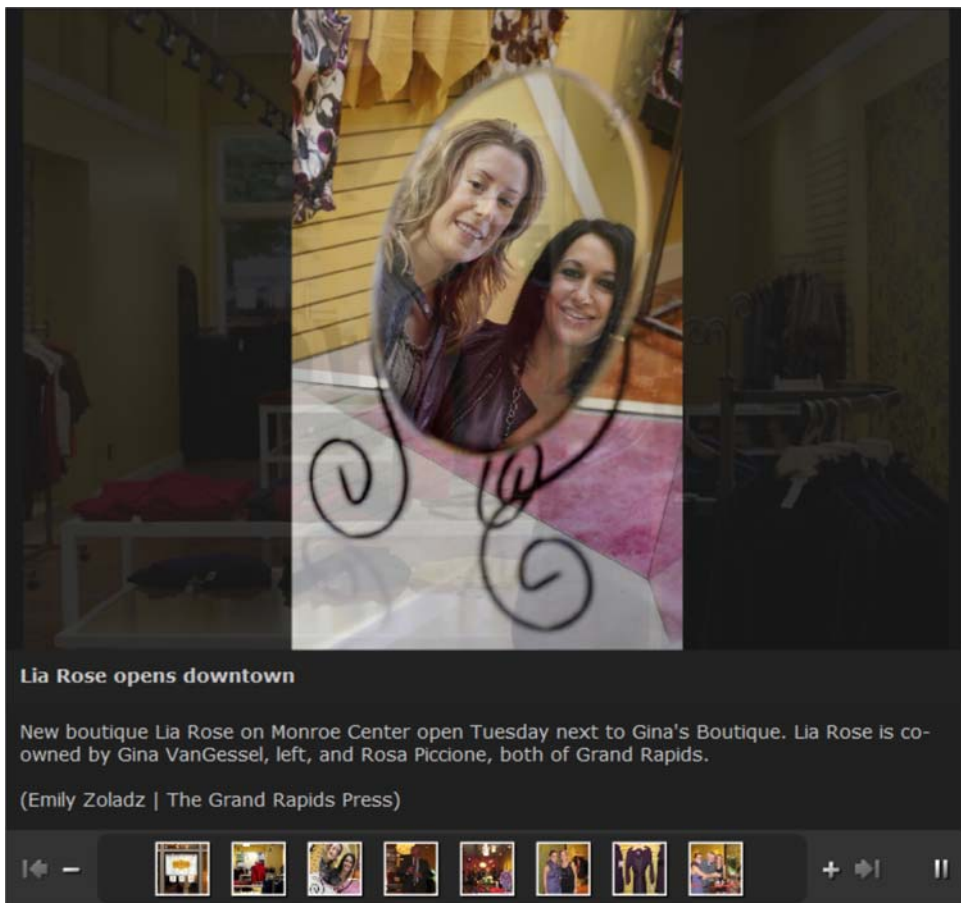 Lia Rose opens downtown
New boutique Lia Rose on Monroe Center open Tuesday next to Gina's Boutique. Lia Rose is co-
owned by Gina VanGessel, left, and Rosa Piccione, both of Grand Rapids.
(Emily Zoladz | The Grand Rapids Press)